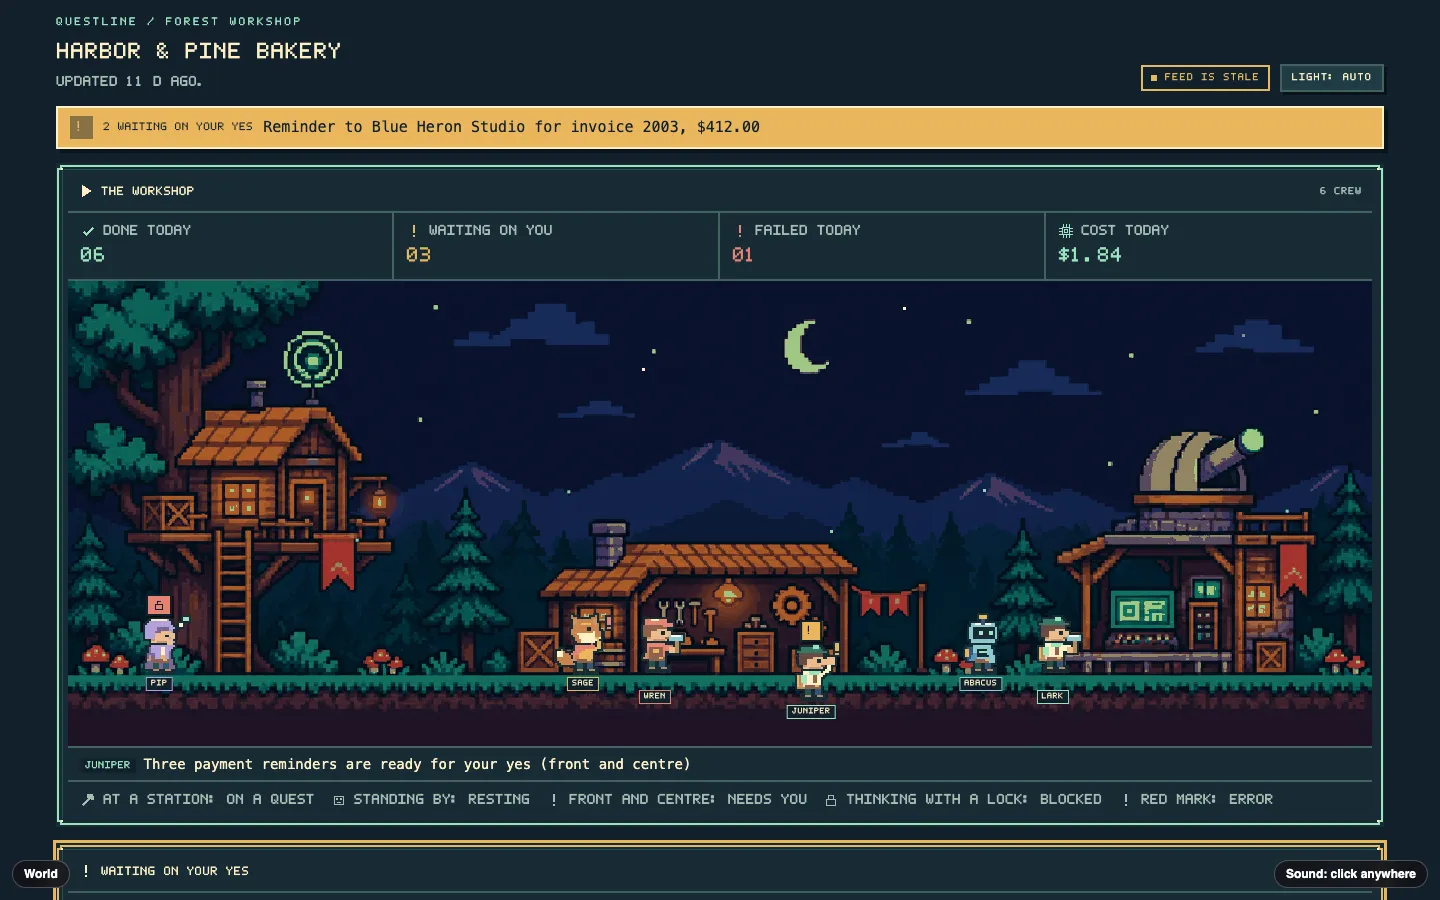 QUESTLINE / FOREST WORKSHOP
HARBOR & PINE BAKERY
UPDATED 11 D AGO.
FEED IS STALE
LIGHT: AUTO
! 2 WAITING ON YOUR YES Reminder to Blue Heron Studio for invoice 2003, $412.00
THE WORKSHOP
6 CREW
DONE TODAY
06
! WAITING ON YOU
03
! FAILED TODAY
01
COST TODAY
$1.84
!
PIP
SAGE
WREN
JUNIPER
ABACUS
LARK
JUNIPER Three payment reminders are ready for your yes (front and centre)
AT A STATION: ON A QUEST STANDING BY: RESTING ! FRONT AND CENTRE: NEEDS YOU THINKING WITH A LOCK: BLOCKED ! RED MARK: ERROR
! WAITING ON YOUR YES
World
Sound: click anywhere